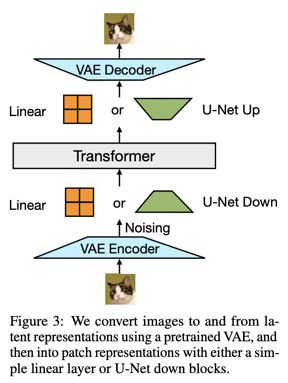 VAE Decoder
Linear or U-Net Up
Transformer
Linear or U-Net Down
Noising
VAE Encoder
Figure 3: We convert images to and from la-
tent representations using a pretrained VAE, and
then into patch representations with either a sim-
ple linear layer or U-Net down blocks.